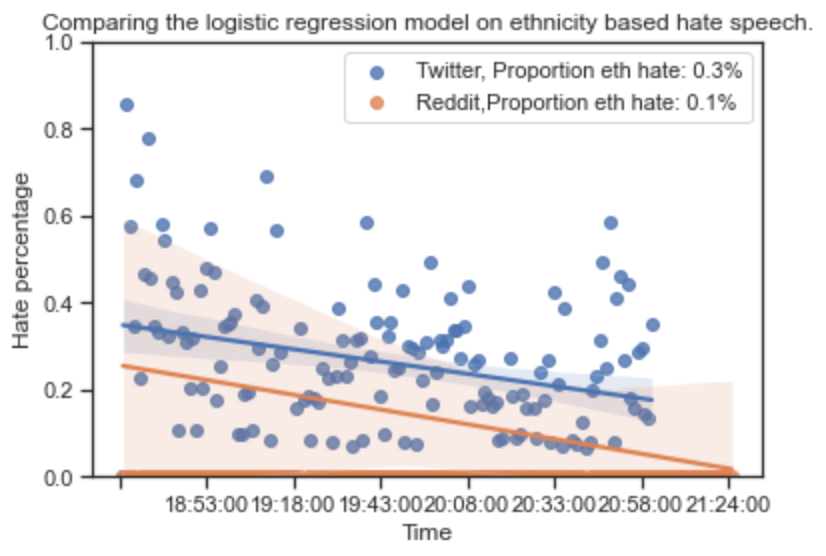 Comparing the logistic regression model on ethnicity based hate speech.
1.0
Twitter, Proportion eth hate: 0.3%
Reddit,Proportion eth hate: 0.1%
0.8
0.6
Hate percentage
0.4
0.2
0.0
18:53:00 19:18:00 19:43:00 20:08:00 20:33:00 20:58:00 21:24:00
Time